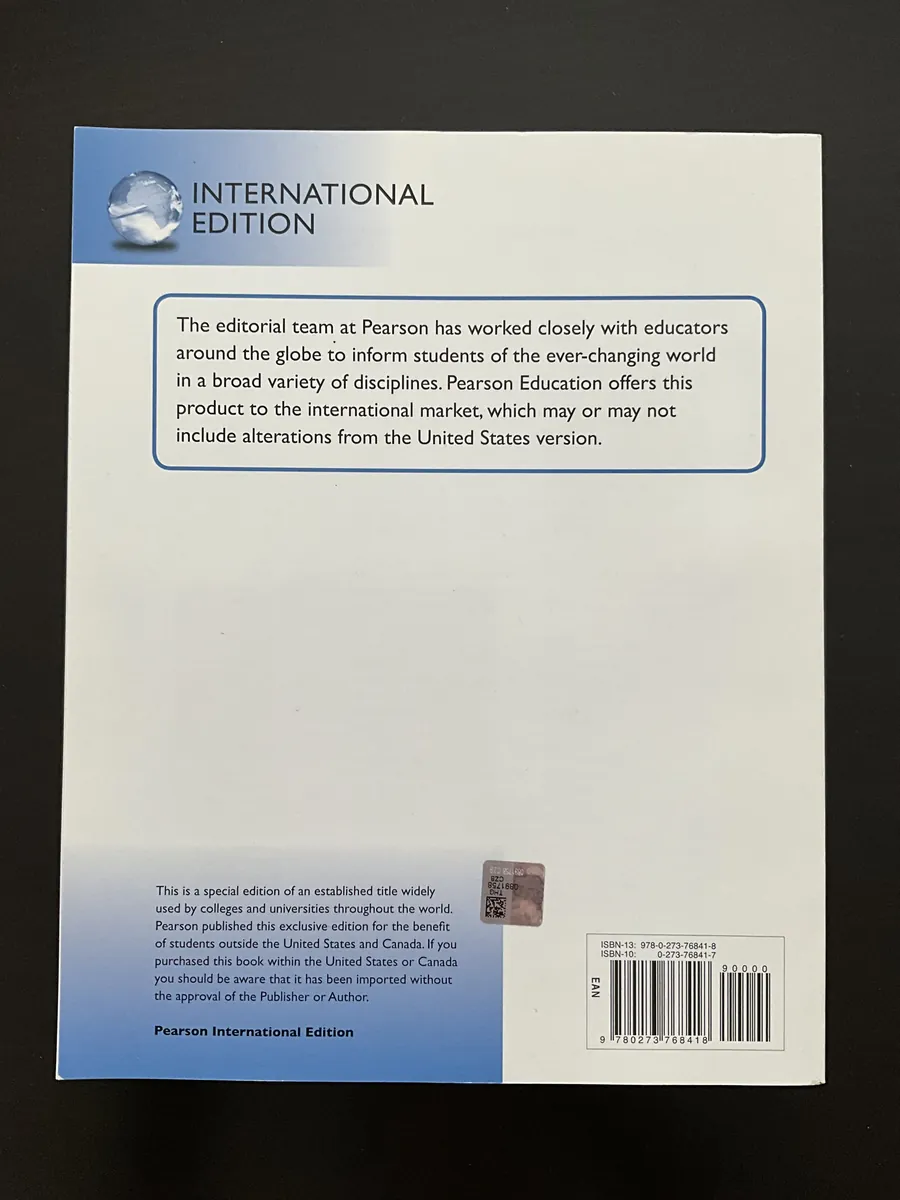 INTERNATIONAL
EDITION
The editorial team at Pearson has worked closely with educators
around the globe to inform students of the ever-changing world
in a broad variety of disciplines. Pearson Education offers this
product to the international market, which may or may not
include alterations from the United States version.
This is a special edition of an established title widely
used by colleges and universities throughout the world.
Pearson published this exclusive edition for the benefit
of students outside the United States and Canada. If you
purchased this book within the United States or Canada
you should be aware that it has been imported without
the approval of the Publisher or Author.
Pearson International Edition
THG
0891758
CZ8
ISBN-13: 978-0-273-76841-8
ISBN-10: 0-273-76841-7
90000
EAN
9 780273 768418